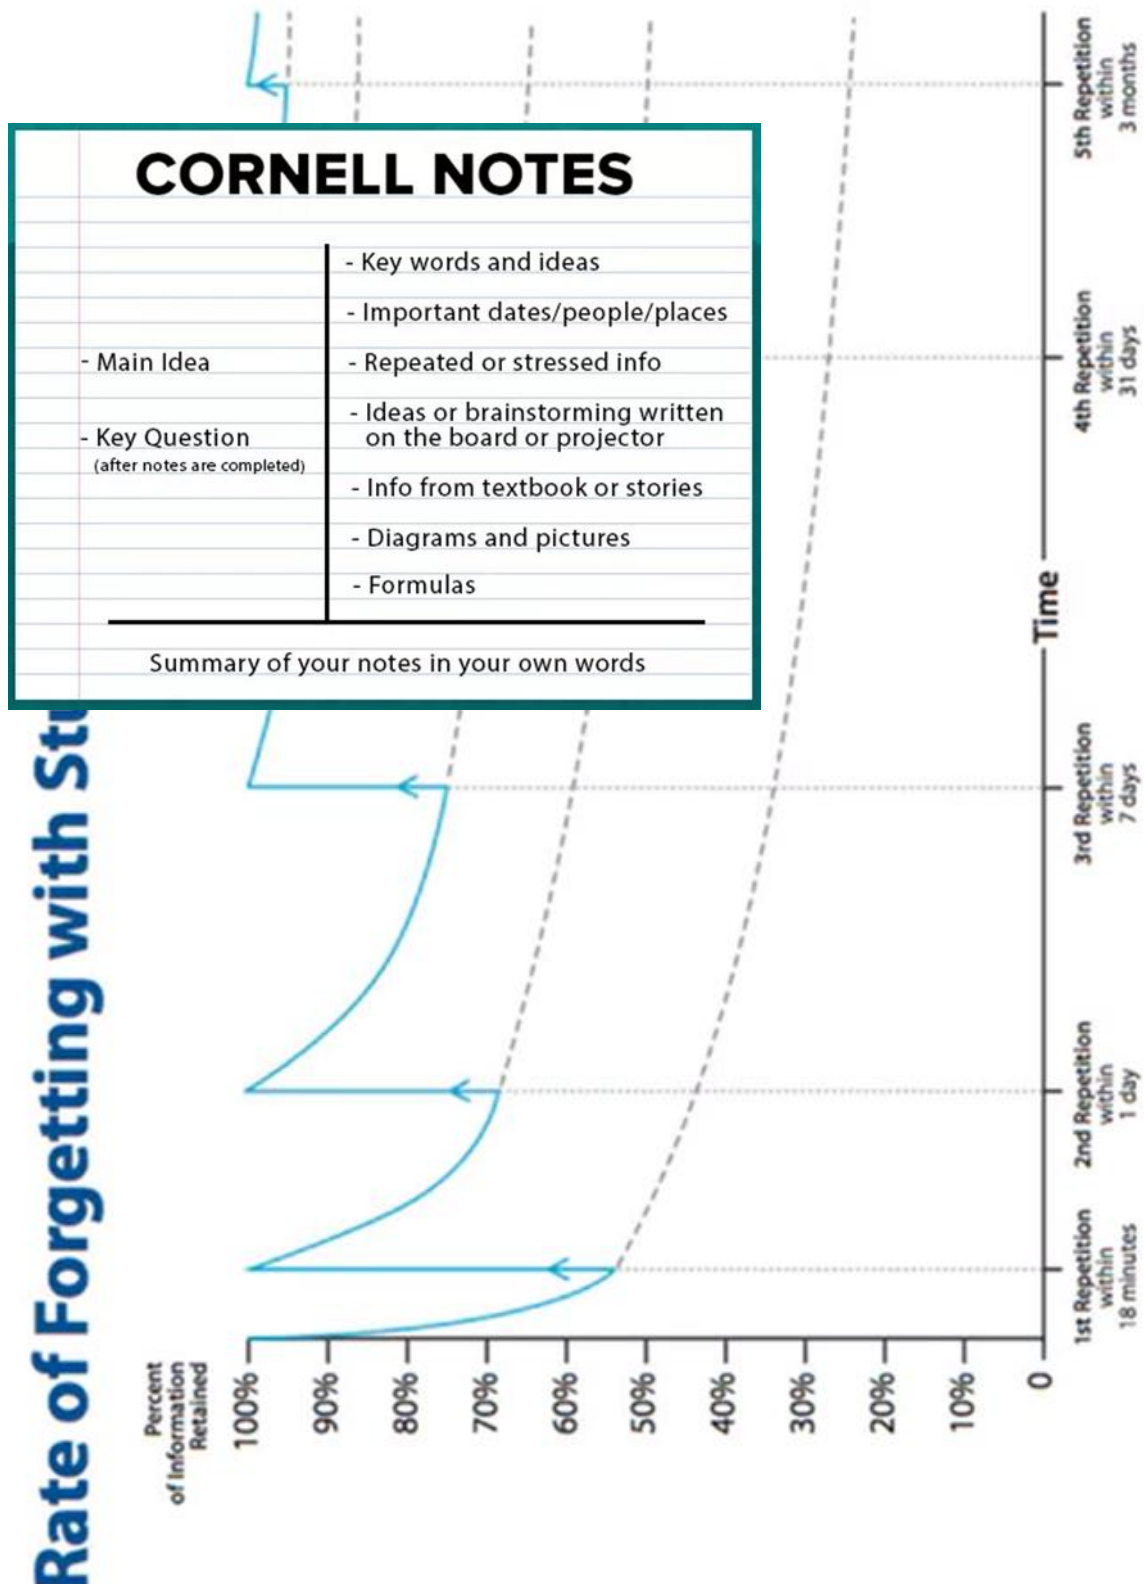 Rate of Forgetting with Stu
CORNELL NOTES
- Main Idea
- Key Question
(after notes are completed)
- Key words and ideas
- Important dates/people/places
- Repeated or stressed info
- Ideas or brainstorming written
on the board or projector
- Info from textbook or stories
- Diagrams and pictures
- Formulas
Summary of your notes in your own words
Percent
of Information
Retained
100%
90%
80%
70%
60%
50%
40%
30%
20%
10%
0
1st Repetition
within
18 minutes
2nd Repetition
within
1 day
3rd Repetition
within
7 days
4th Repetition
within
31 days
5th Repetition
within
3 months
Time